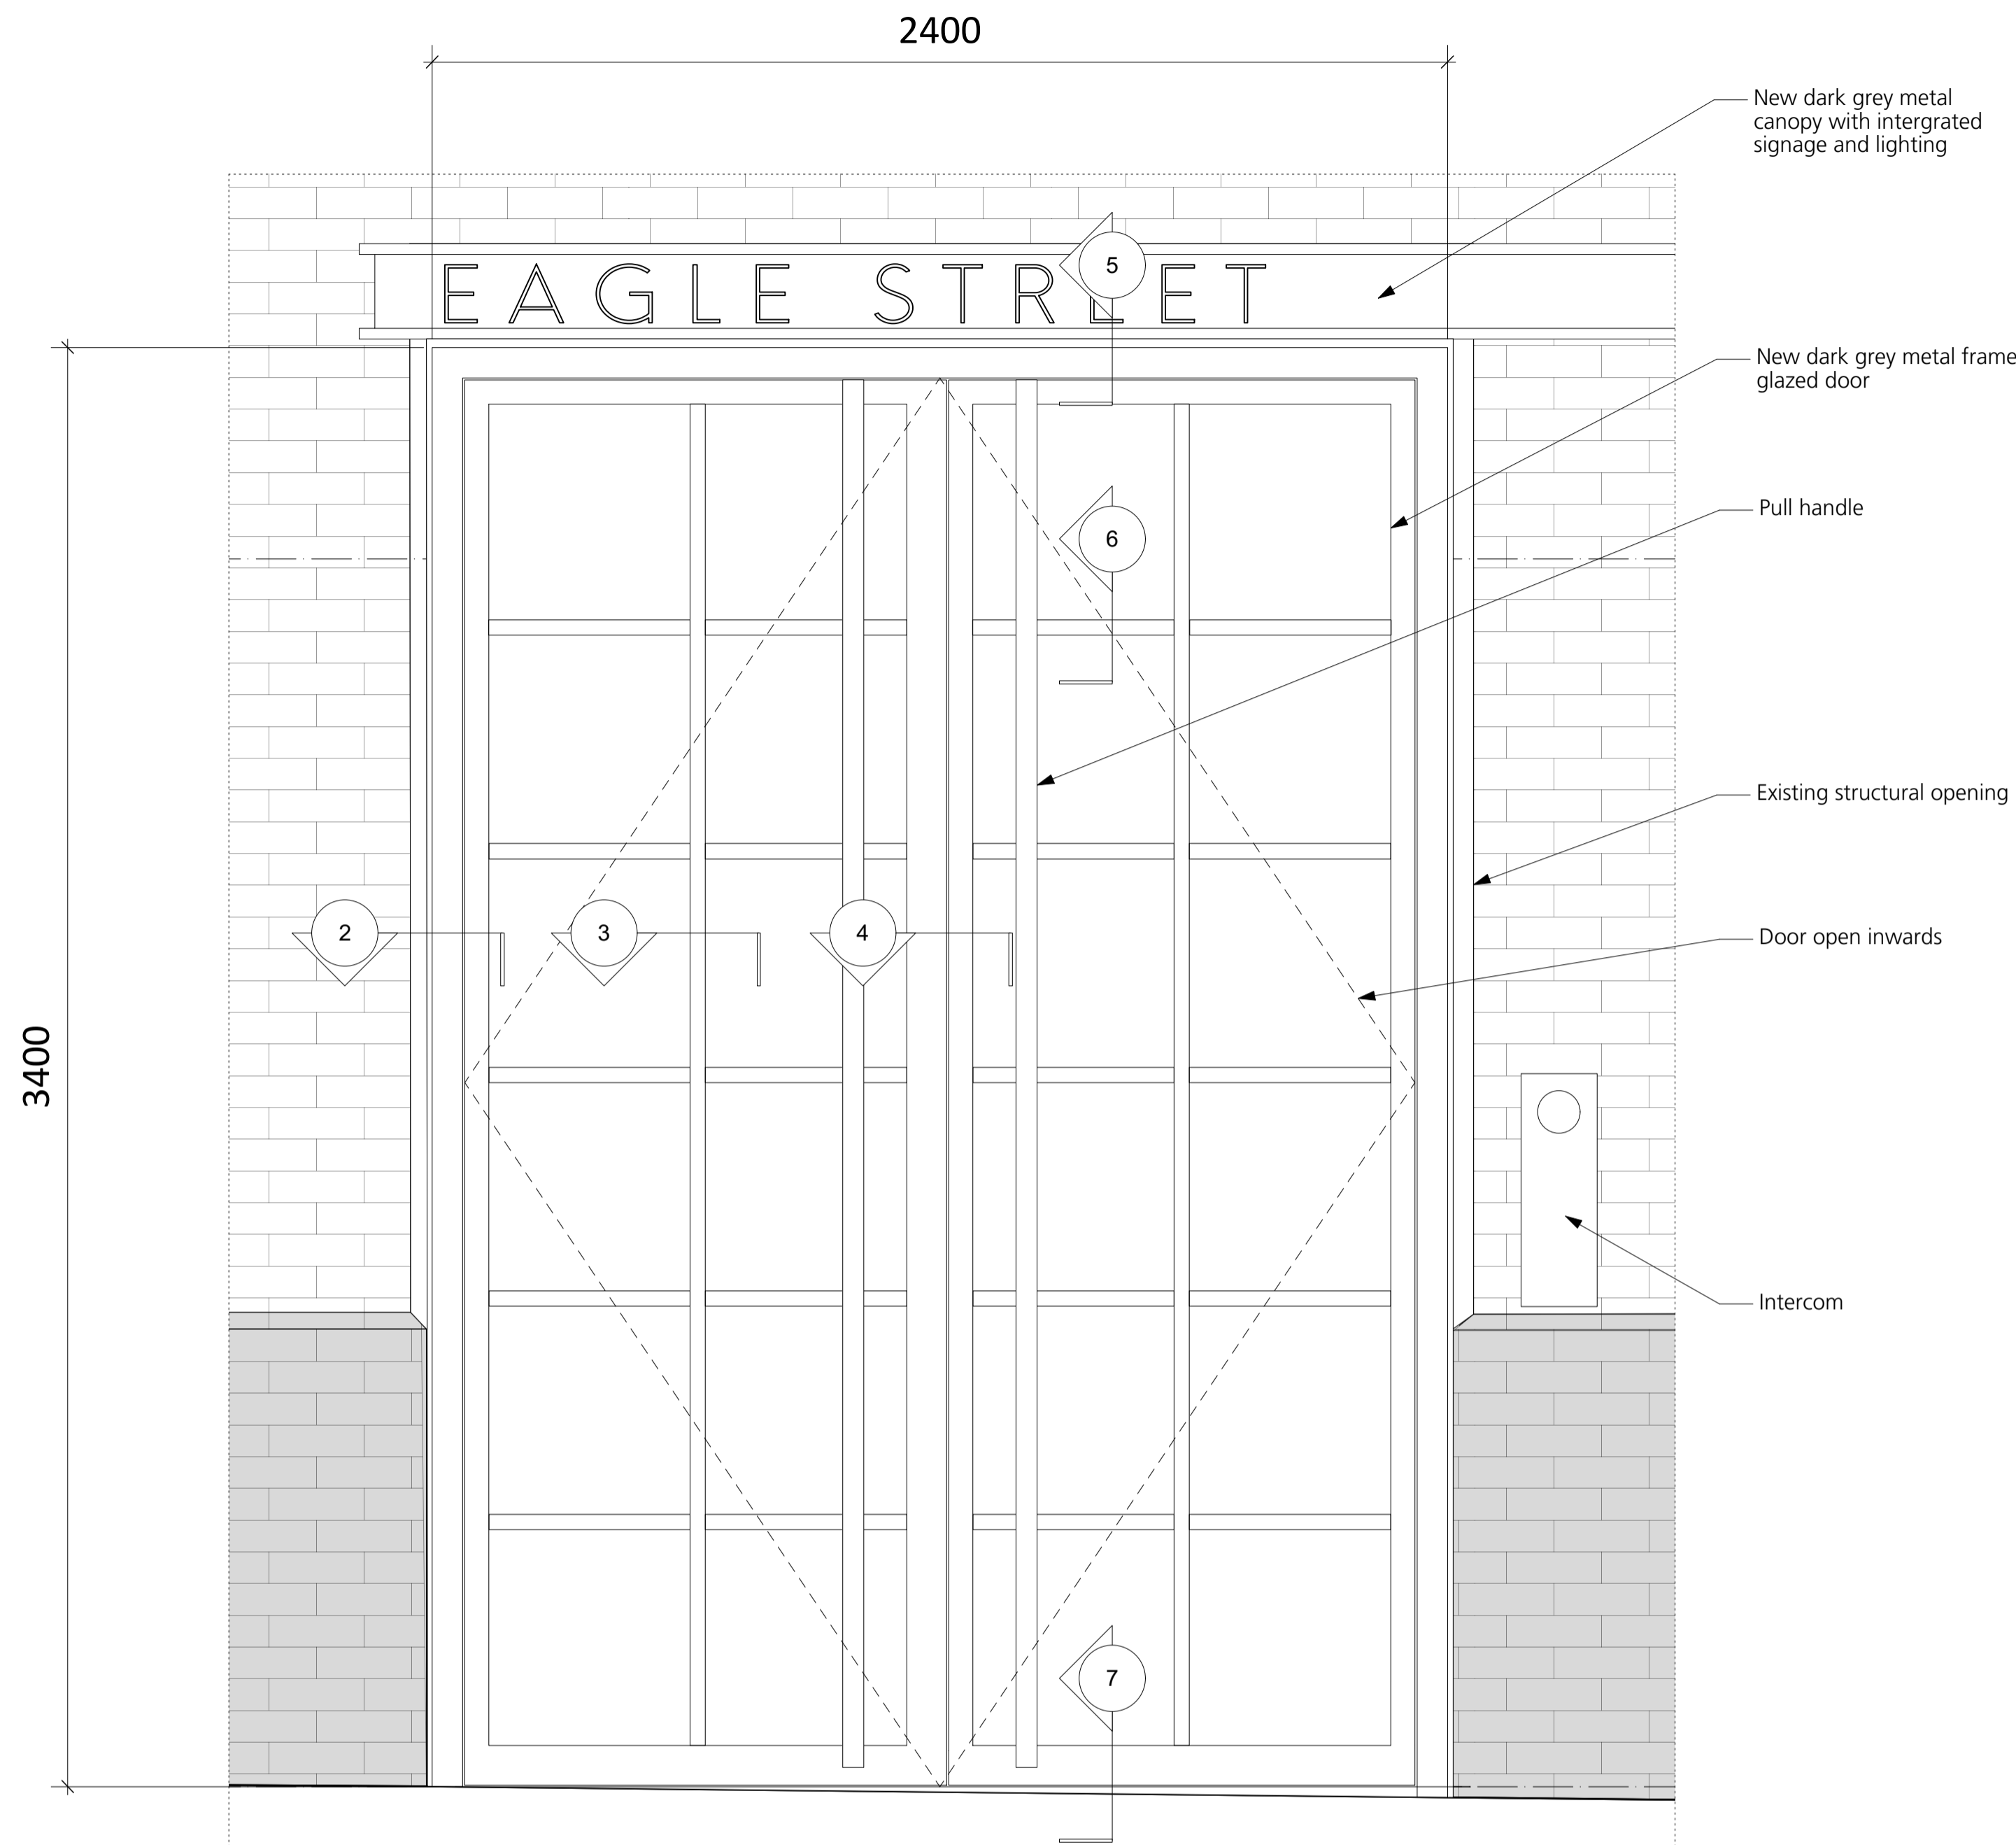 2400
New dark grey metal
canopy with intergrated
signage and lighting
EAGLE STREET
5
New dark grey metal frame
glazed door
Pull handle
6
Existing structural opening
2
3
4
Door open inwards
3400
Intercom
7